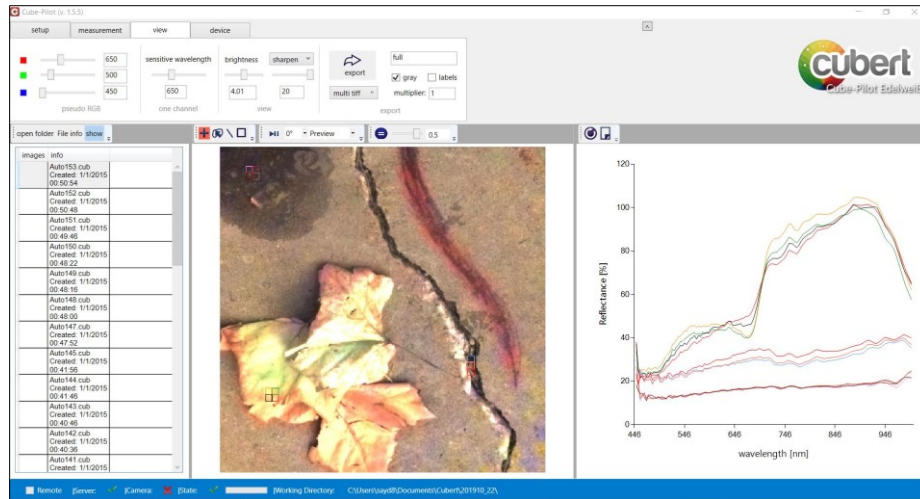 Cube-Pilot (v. 1.5.5)
setup measurement view device
650
500
450
pseudo RGB
sensitive wavelength
650
one channel
brightness sharpen
4.01 20
view
export
multi tiff
full
gray labels
multiplier: 1
export
cubert
Cube-Pilot Edelweiß
open folder File info show
0° Preview 0.5
images info
Auto153.cub
Created: 1/1/2015
00:50:54
Auto152.cub
Created: 1/1/2015
00:50:48
Auto151.cub
Created: 1/1/2015
00:49:46
Auto150.cub
Created: 1/1/2015
00:48:22
Auto149.cub
Created: 1/1/2015
00:48:16
Auto148.cub
Created: 1/1/2015
00:48:00
Auto147.cub
Created: 1/1/2015
00:47:52
Auto145.cub
Created: 1/1/2015
00:41:56
Auto144.cub
Created: 1/1/2015
00:41:46
Auto143.cub
Created: 1/1/2015
00:40:46
Auto142.cub
Created: 1/1/2015
00:40:36
Auto141.cub
Created: 1/1/2015
120
100
80
60
40
20
0
Reflectance [%]
446 546 646 746 846 946
wavelength [nm]
Remote |Server: |Camera: |State: |Working Directory: C:\Users\sayd8\Documents\Cubert\201910_22\